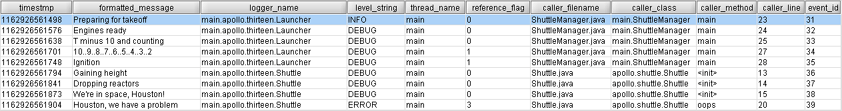 timestmp formatted_message logger_name level_string thread_name reference_flag caller_filename caller_class caller_method caller_line event_id
1162926561498 Preparing for takeoff main.apollo.thirteen.Launcher INFO main 0 ShuttleManager.java main.ShuttleManager main 23 31
1162926561576 Engines ready main.apollo.thirteen.Launcher DEBUG main 0 ShuttleManager.java main.ShuttleManager main 24 32
1162926561638 T minus 10 and counting main.apollo.thirteen.Launcher DEBUG main 0 ShuttleManager.java main.ShuttleManager main 25 33
1162926561701 10..9..8..7..6..5..4..3..2 main.apollo.thirteen.Launcher DEBUG main 1 ShuttleManager.java main.ShuttleManager main 27 34
1162926561748 Ignition main.apollo.thirteen.Launcher DEBUG main 1 ShuttleManager.java main.ShuttleManager main 28 35
1162926561794 Gaining height main.apollo.thirteen.Shuttle DEBUG main 0 Shuttle.java apollo.shuttle.Shuttle <init> 13 36
1162926561841 Dropping reactors main.apollo.thirteen.Shuttle DEBUG main 0 Shuttle.java apollo.shuttle.Shuttle <init> 14 37
1162926561873 We're in space, Houston! main.apollo.thirteen.Shuttle DEBUG main 0 Shuttle.java apollo.shuttle.Shuttle <init> 15 38
1162926561904 Houston, we have a problem main.apollo.thirteen.Shuttle ERROR main 3 Shuttle.java apollo.shuttle.Shuttle oops 20 39